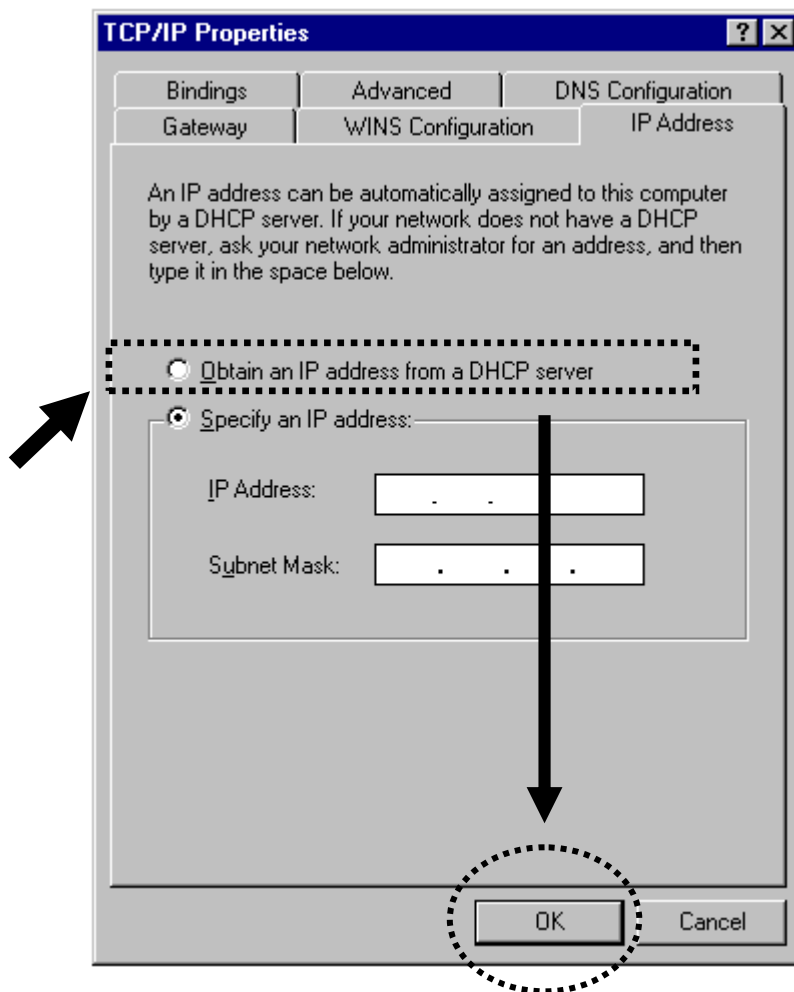 TCP/IP Properties
Bindings Advanced DNS Configuration
Gateway WINS Configuration IP Address
An IP address can be automatically assigned to this computer
by a DHCP server. If your network does not have a DHCP
server, ask your network administrator for an address, and then
type it in the space below.
Obtain an IP address from a DHCP server
Specify an IP address:
IP Address: . .
Subnet Mask: . . .
OK Cancel